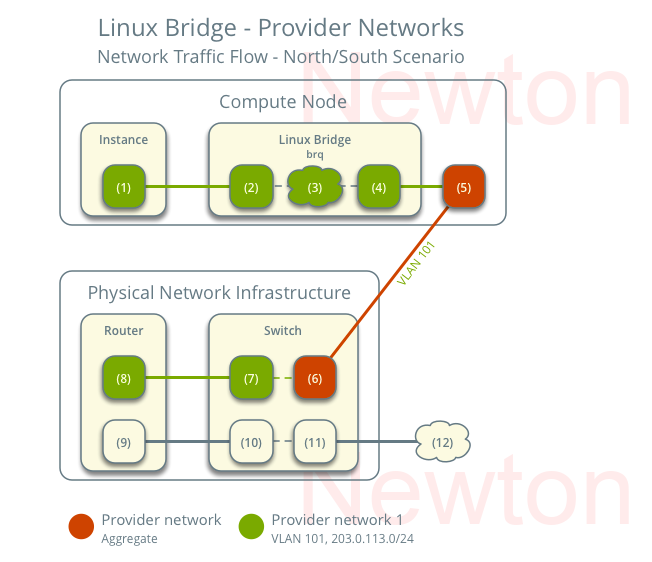 Linux Bridge - Provider Networks
Network Traffic Flow - North/South Scenario
Newton
Compute Node
Instance
Linux Bridge
brq
(1)
(2)
(3)
(4)
(5)
VLAN 101
Physical Network Infrastructure
Router
Switch
(8)
(7)
(6)
(9)
(10)
(11)
(12)
Newton
Provider network
Aggregate
Provider network 1
VLAN 101, 203.0.113.0/24